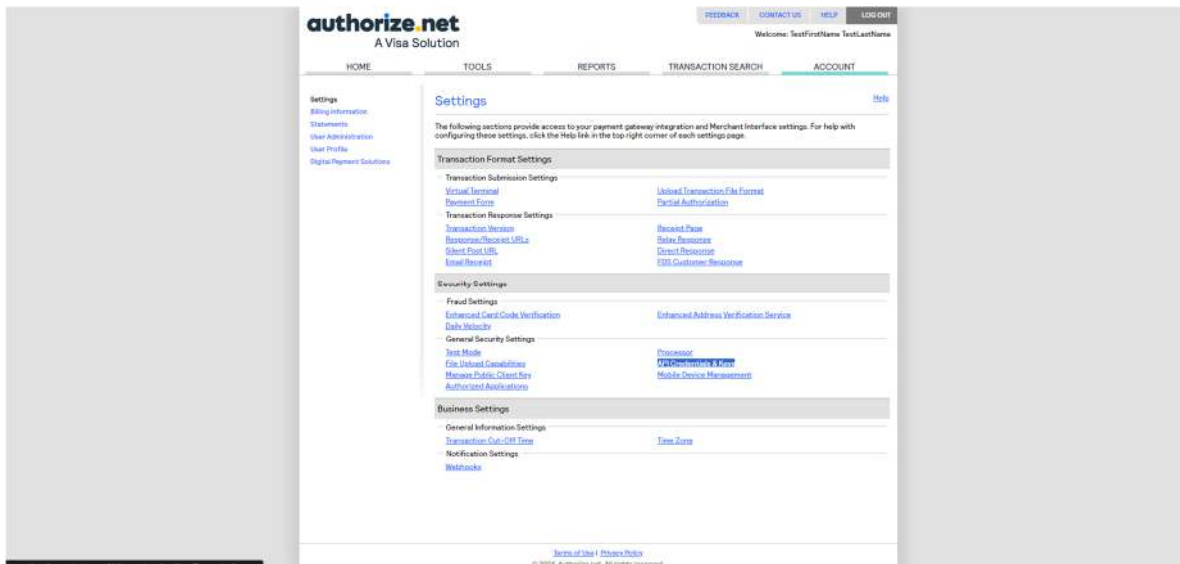 FEEDBACK CONTACT US HELP LOG OUT
authorize.net
A Visa Solution
Welcome: TestFirstName TestLastName
HOME TOOLS REPORTS TRANSACTION SEARCH ACCOUNT
Settings
Billing Information
Statements
User Administration
User Profile
Digital Payment Solutions
Settings
Help
The following sections provide access to your payment gateway integration and Merchant Interface settings. For help with
configuring these settings, click the Help link in the top right corner of each settings page.
Transaction Format Settings
Transaction Submission Settings
Virtual Terminal Upload Transaction File Format
Payment Form Partial Authorization
Transaction Response Settings
Transaction Version Receipt Page
Response/Receipt URLs Relay Response
Silent Post URL Direct Response
Email Receipt FDS Customer Response
Security Settings
Fraud Settings
Enhanced Card Code Verification Enhanced Address Verification Service
Daily Velocity
General Security Settings
Test Mode Processor
File Upload Capabilities API Credentials & Keys
Manage Public Client Key Mobile Device Management
Authorized Applications
Business Settings
General Information Settings
Transaction Cut-Off Time Time Zone
Notification Settings
Webhooks
Terms of Use | Privacy Policy